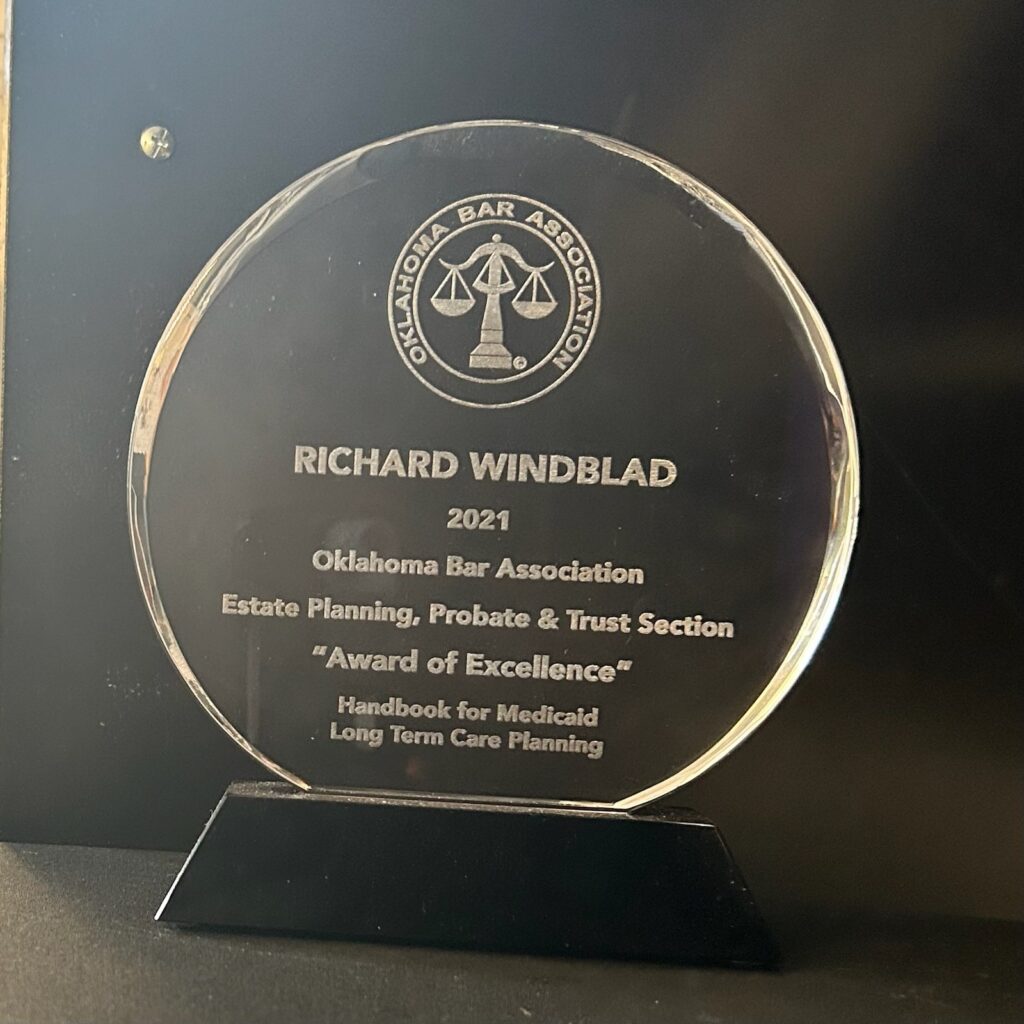 OKLAHOMA BAR ASSOCIATION
©
RICHARD WINDBLAD
2021
Oklahoma Bar Association
Estate Planning, Probate & Trust Section
“Award of Excellence”
Handbook for Medicaid
Long Term Care Planning